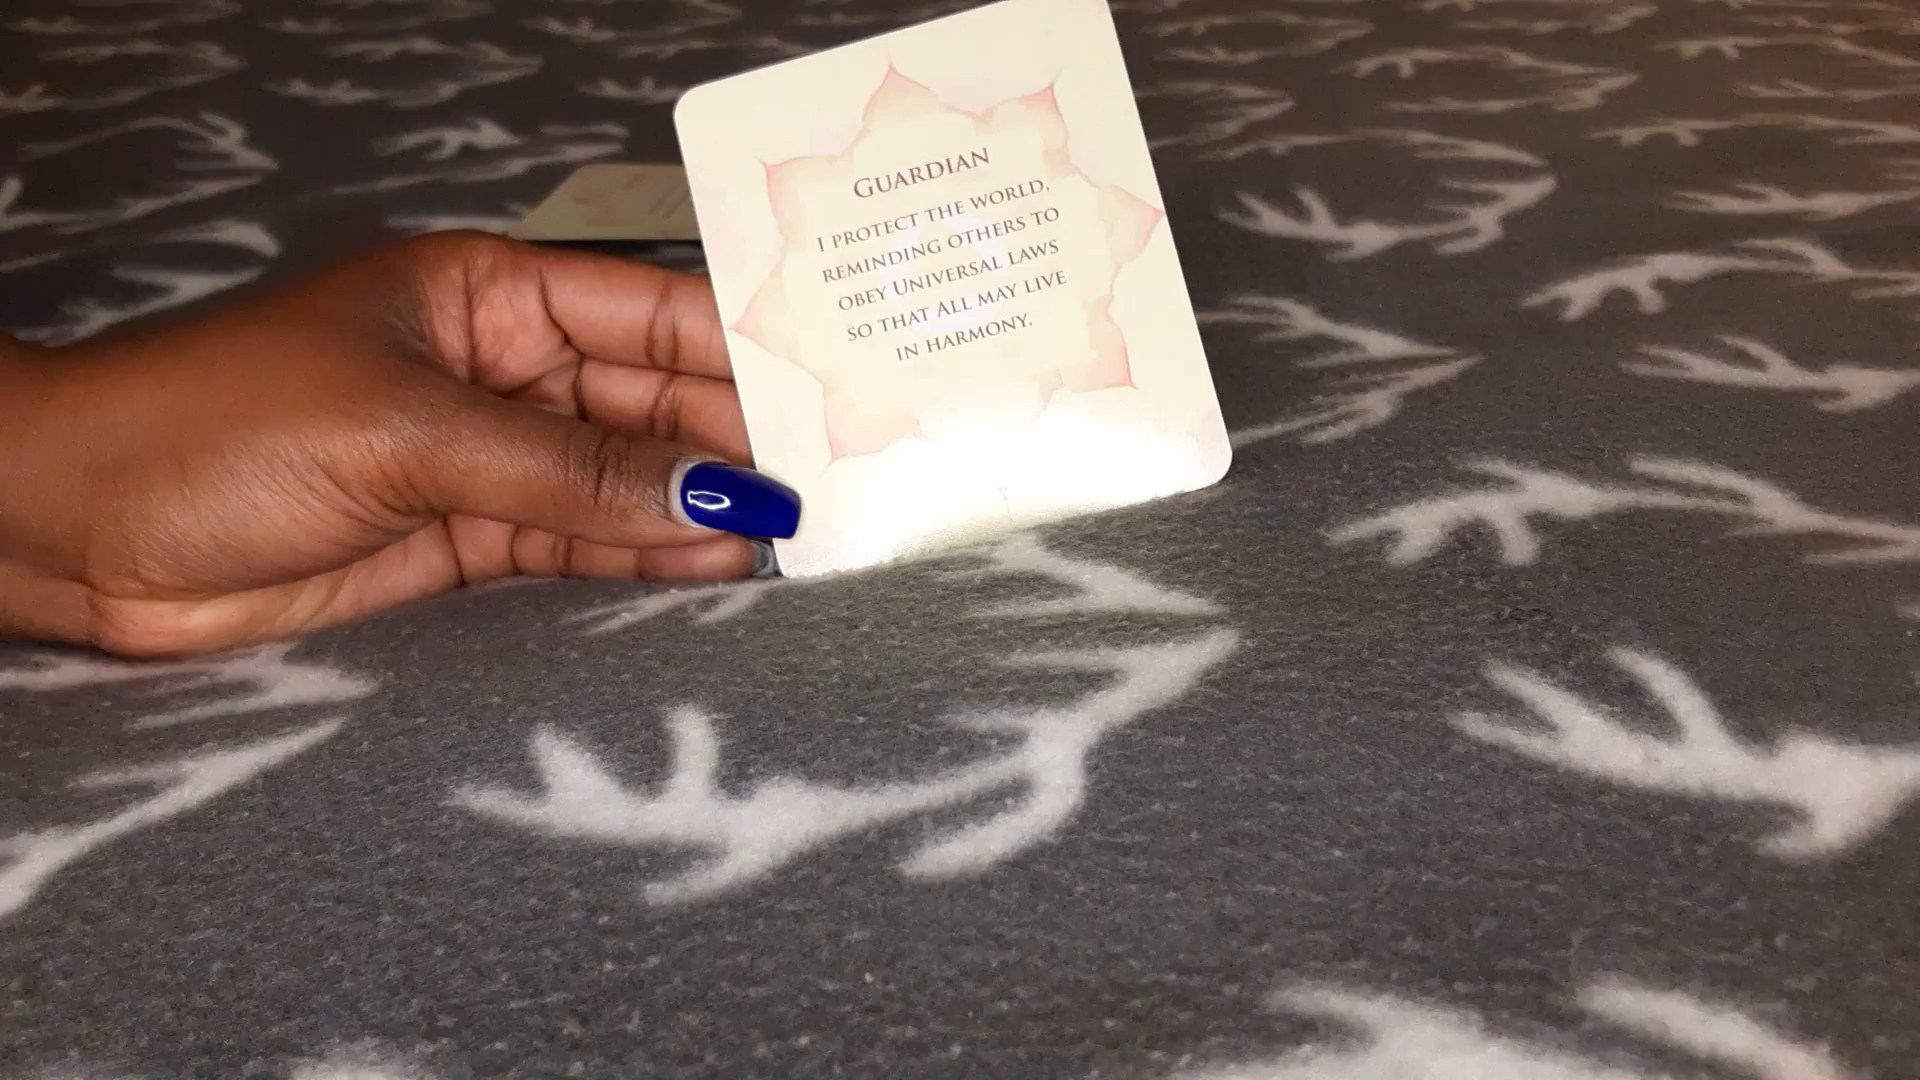 GUARDIAN
I PROTECT THE WORLD,
REMINDING OTHERS TO
OBEY UNIVERSAL LAWS
SO THAT ALL MAY LIVE
IN HARMONY.